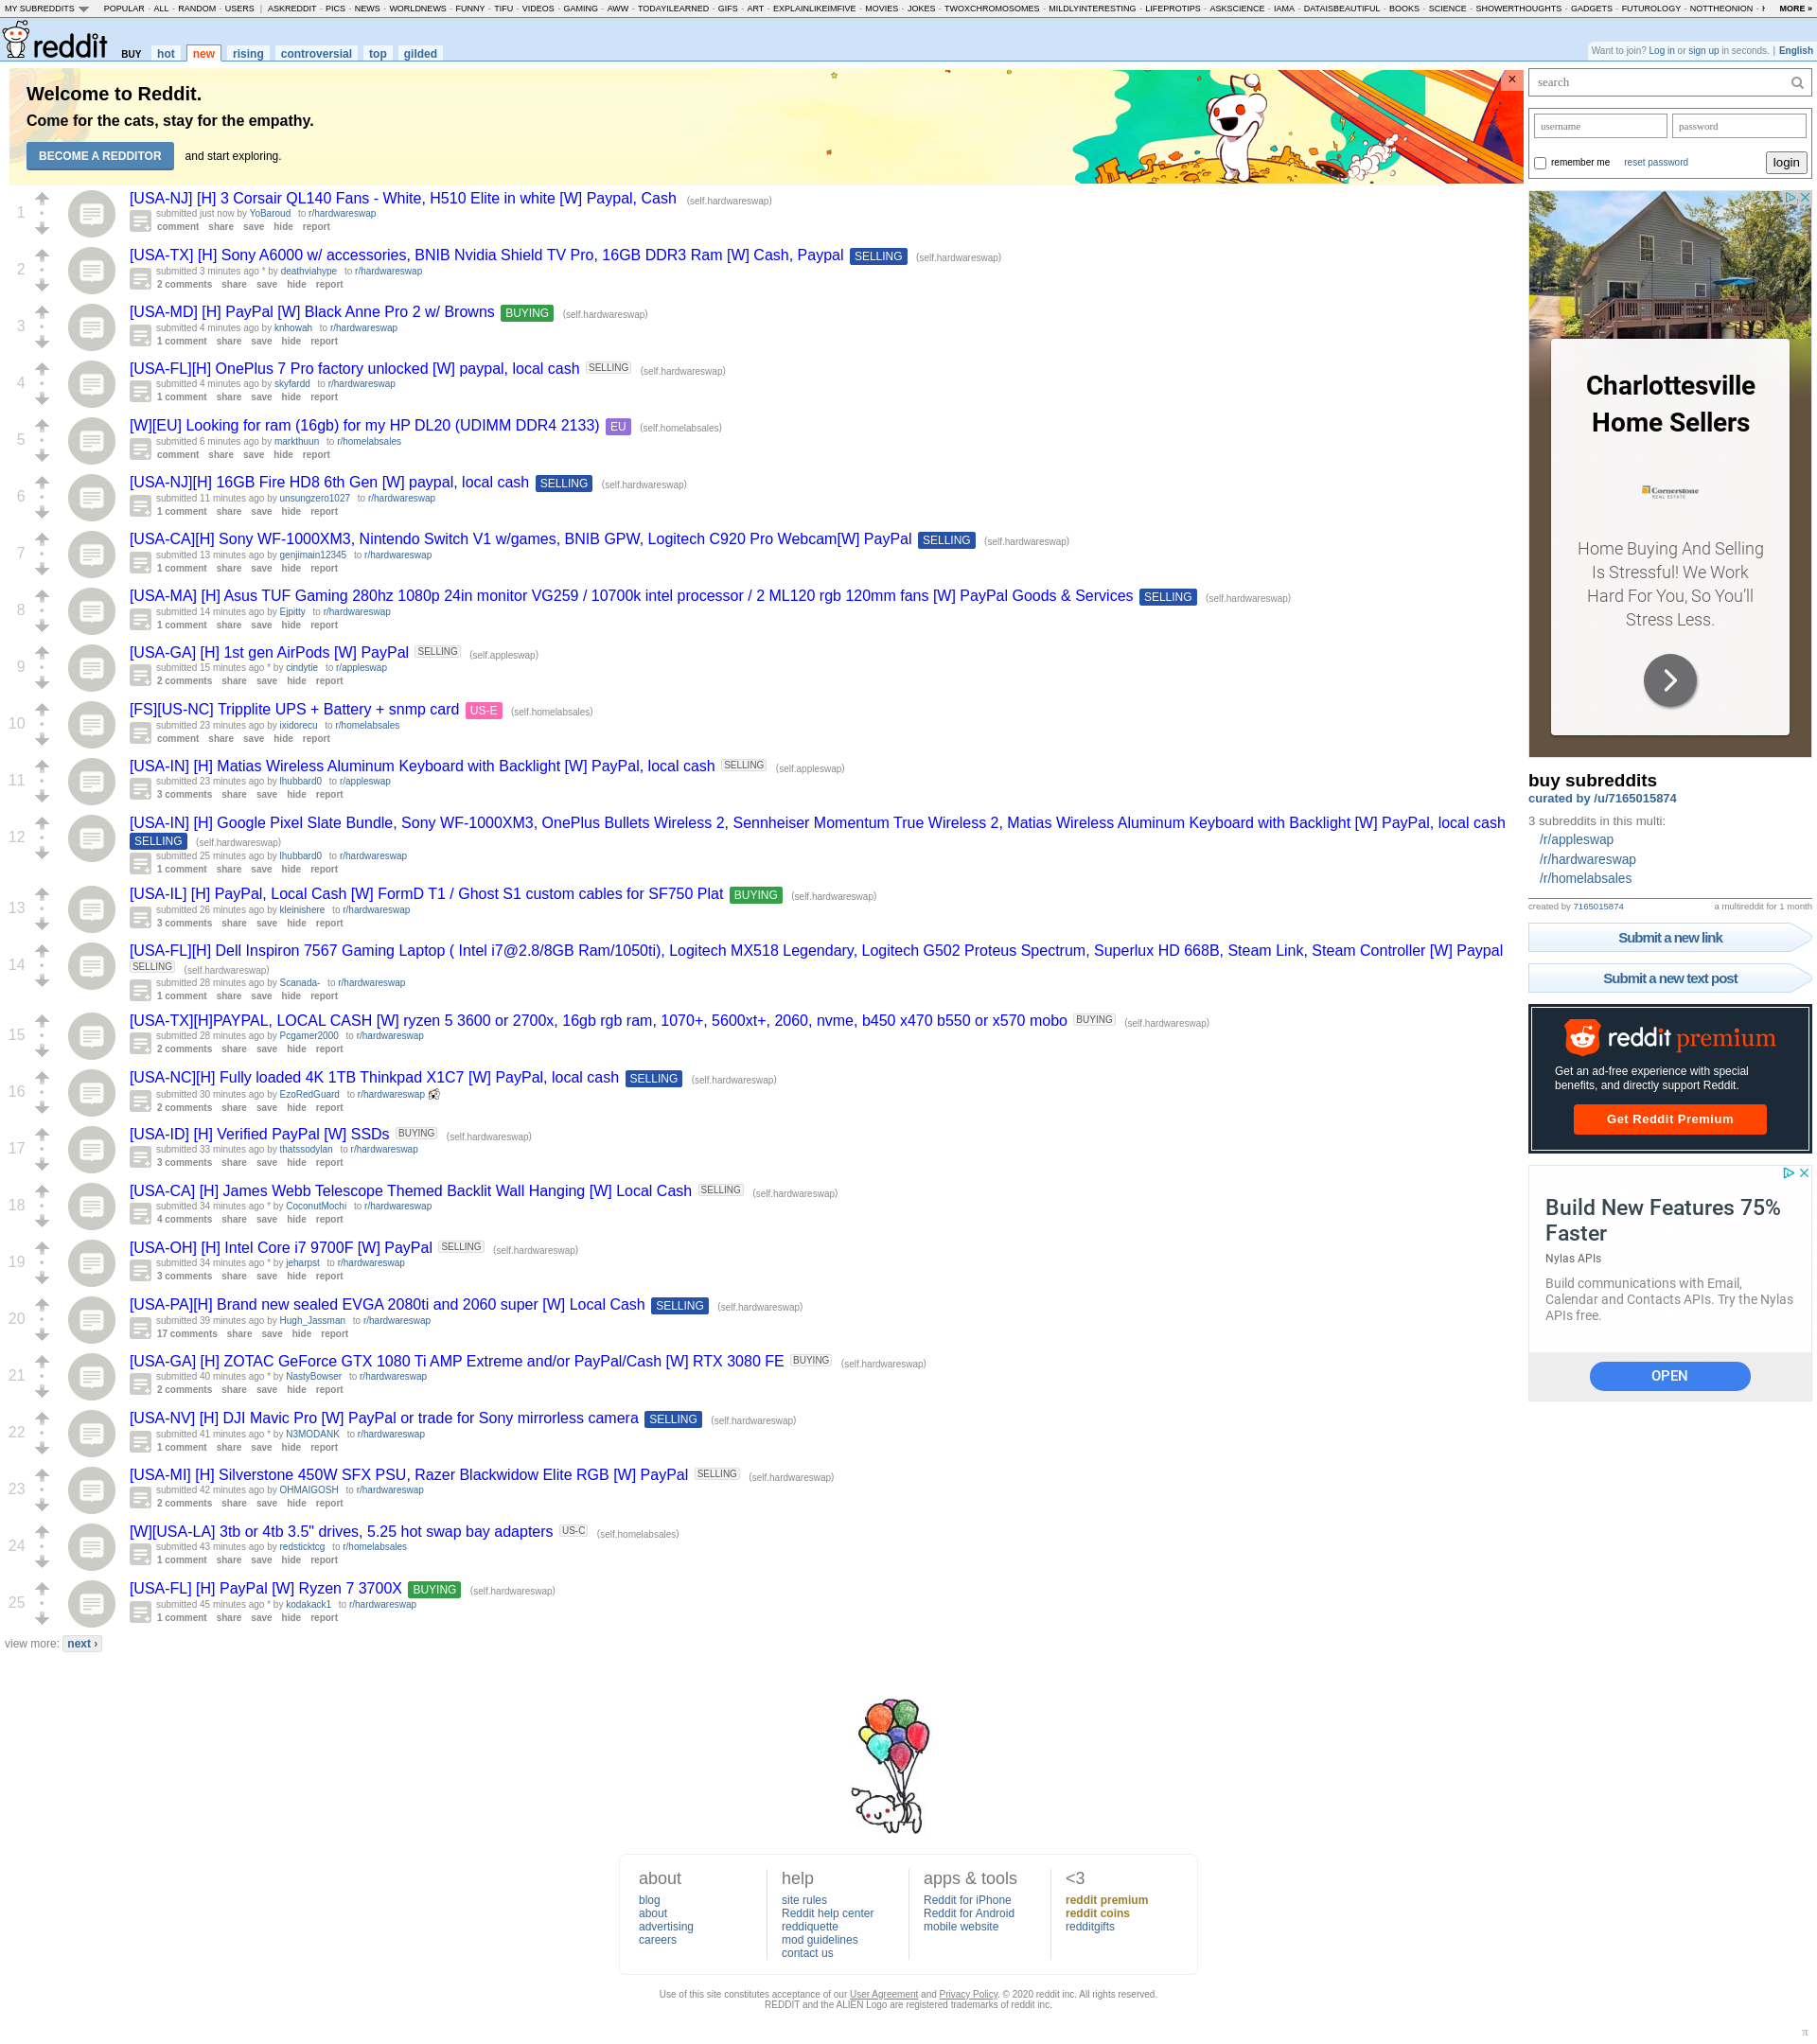 MY SUBREDDITS POPULAR - ALL - RANDOM - USERS | ASKREDDIT - PICS - NEWS - WORLDNEWS - FUNNY - TIFU - VIDEOS - GAMING - AWW - TODAYILEARNED - GIFS - ART - EXPLAINLIKEIMFIVE - MOVIES - JOKES - TWOXCHROMOSOMES - MILDLYINTERESTING - LIFEPROTIPS - ASKSCIENCE - IAMA - DATAISBEAUTIFUL - BOOKS - SCIENCE - SHOWERTHOUGHTS - GADGETS - FUTUROLOGY - NOTTHEONION - MORE »
reddit BUY hot new rising controversial top gilded
Want to join? Log in or sign up in seconds. | English
Welcome to Reddit.
Come for the cats, stay for the empathy.
BECOME A REDDITOR and start exploring.
×
1
[USA-NJ] [H] 3 Corsair QL140 Fans - White, H510 Elite in white [W] Paypal, Cash (self.hardwareswap)
submitted just now by YoBaroud to r/hardwareswap
comment share save hide report
2
[USA-TX] [H] Sony A6000 w/ accessories, BNIB Nvidia Shield TV Pro, 16GB DDR3 Ram [W] Cash, Paypal SELLING (self.hardwareswap)
submitted 3 minutes ago * by deathviahype to r/hardwareswap
2 comments share save hide report
3
[USA-MD] [H] PayPal [W] Black Anne Pro 2 w/ Browns BUYING (self.hardwareswap)
submitted 4 minutes ago by knhowah to r/hardwareswap
1 comment share save hide report
4
[USA-FL][H] OnePlus 7 Pro factory unlocked [W] paypal, local cash SELLING (self.hardwareswap)
submitted 4 minutes ago by skyfardd to r/hardwareswap
1 comment share save hide report
5
[W][EU] Looking for ram (16gb) for my HP DL20 (UDIMM DDR4 2133) EU (self.homelabsales)
submitted 6 minutes ago by markthuun to r/homelabsales
comment share save hide report
6
[USA-NJ][H] 16GB Fire HD8 6th Gen [W] paypal, local cash SELLING (self.hardwareswap)
submitted 11 minutes ago by unsungzero1027 to r/hardwareswap
1 comment share save hide report
7
[USA-CA][H] Sony WF-1000XM3, Nintendo Switch V1 w/games, BNIB GPW, Logitech C920 Pro Webcam[W] PayPal SELLING (self.hardwareswap)
submitted 13 minutes ago by genjimain12345 to r/hardwareswap
1 comment share save hide report
8
[USA-MA] [H] Asus TUF Gaming 280hz 1080p 24in monitor VG259 / 10700k intel processor / 2 ML120 rgb 120mm fans [W] PayPal Goods & Services SELLING (self.hardwareswap)
submitted 14 minutes ago by Ejpitty to r/hardwareswap
1 comment share save hide report
9
[USA-GA] [H] 1st gen AirPods [W] PayPal SELLING (self.appleswap)
submitted 15 minutes ago * by cindytie to r/appleswap
2 comments share save hide report
10
[FS][US-NC] Tripplite UPS + Battery + snmp card US-E (self.homelabsales)
submitted 23 minutes ago by ixidorecu to r/homelabsales
comment share save hide report
11
[USA-IN] [H] Matias Wireless Aluminum Keyboard with Backlight [W] PayPal, local cash SELLING (self.appleswap)
submitted 23 minutes ago by lhubbard0 to r/appleswap
3 comments share save hide report
12
[USA-IN] [H] Google Pixel Slate Bundle, Sony WF-1000XM3, OnePlus Bullets Wireless 2, Sennheiser Momentum True Wireless 2, Matias Wireless Aluminum Keyboard with Backlight [W] PayPal, local cash
SELLING (self.hardwareswap)
submitted 25 minutes ago by lhubbard0 to r/hardwareswap
1 comment share save hide report
13
[USA-IL] [H] PayPal, Local Cash [W] FormD T1 / Ghost S1 custom cables for SF750 Plat BUYING (self.hardwareswap)
submitted 26 minutes ago by kleinishere to r/hardwareswap
3 comments share save hide report
14
[USA-FL][H] Dell Inspiron 7567 Gaming Laptop ( Intel i7@2.8/8GB Ram/1050ti), Logitech MX518 Legendary, Logitech G502 Proteus Spectrum, Superlux HD 668B, Steam Link, Steam Controller [W] Paypal
SELLING (self.hardwareswap)
submitted 28 minutes ago by Scanada- to r/hardwareswap
1 comment share save hide report
15
[USA-TX][H]PAYPAL, LOCAL CASH [W] ryzen 5 3600 or 2700x, 16gb rgb ram, 1070+, 5600xt+, 2060, nvme, b450 x470 b550 or x570 mobo BUYING (self.hardwareswap)
submitted 28 minutes ago by Pcgamer2000 to r/hardwareswap
2 comments share save hide report
16
[USA-NC][H] Fully loaded 4K 1TB Thinkpad X1C7 [W] PayPal, local cash SELLING (self.hardwareswap)
submitted 30 minutes ago by EzoRedGuard to r/hardwareswap
2 comments share save hide report
17
[USA-ID] [H] Verified PayPal [W] SSDs BUYING (self.hardwareswap)
submitted 33 minutes ago by thatssodylan to r/hardwareswap
3 comments share save hide report
18
[USA-CA] [H] James Webb Telescope Themed Backlit Wall Hanging [W] Local Cash SELLING (self.hardwareswap)
submitted 34 minutes ago * by CoconutMochi to r/hardwareswap
4 comments share save hide report
19
[USA-OH] [H] Intel Core i7 9700F [W] PayPal SELLING (self.hardwareswap)
submitted 34 minutes ago * by jeharpst to r/hardwareswap
3 comments share save hide report
20
[USA-PA][H] Brand new sealed EVGA 2080ti and 2060 super [W] Local Cash SELLING (self.hardwareswap)
submitted 39 minutes ago by Hugh_Jassman to r/hardwareswap
17 comments share save hide report
21
[USA-GA] [H] ZOTAC GeForce GTX 1080 Ti AMP Extreme and/or PayPal/Cash [W] RTX 3080 FE BUYING (self.hardwareswap)
submitted 40 minutes ago * by NastyBowser to r/hardwareswap
2 comments share save hide report
22
[USA-NV] [H] DJI Mavic Pro [W] PayPal or trade for Sony mirrorless camera SELLING (self.hardwareswap)
submitted 41 minutes ago * by N3MODANK to r/hardwareswap
1 comment share save hide report
23
[USA-MI] [H] Silverstone 450W SFX PSU, Razer Blackwidow Elite RGB [W] PayPal SELLING (self.hardwareswap)
submitted 42 minutes ago by OHMAIGOSH to r/hardwareswap
2 comments share save hide report
24
[W][USA-LA] 3tb or 4tb 3.5" drives, 5.25 hot swap bay adapters US-C (self.homelabsales)
submitted 43 minutes ago by redsticktcg to r/homelabsales
1 comment share save hide report
25
[USA-FL] [H] PayPal [W] Ryzen 7 3700X BUYING (self.hardwareswap)
submitted 45 minutes ago * by kodakack1 to r/hardwareswap
1 comment share save hide report
view more: next ›
search
username password
remember me reset password login
Charlottesville
Home Sellers
Cornerstone
REAL ESTATE
Home Buying And Selling
Is Stressful! We Work
Hard For You, So You'll
Stress Less.
buy subreddits
curated by /u/7165015874
3 subreddits in this multi:
/r/appleswap
/r/hardwareswap
/r/homelabsales
created by 7165015874 a multireddit for 1 month
Submit a new link
Submit a new text post
reddit premium
Get an ad-free experience with special
benefits, and directly support Reddit.
Get Reddit Premium
Build New Features 75%
Faster
Nylas APIs
Build communications with Email,
Calendar and Contacts APIs. Try the Nylas
APIs free.
OPEN
about
blog
about
advertising
careers
help
site rules
Reddit help center
reddiquette
mod guidelines
contact us
apps & tools
Reddit for iPhone
Reddit for Android
mobile website
<3
reddit premium
reddit coins
redditgifts
Use of this site constitutes acceptance of our User Agreement and Privacy Policy. © 2020 reddit inc. All rights reserved.
REDDIT and the ALIEN Logo are registered trademarks of reddit inc.
π